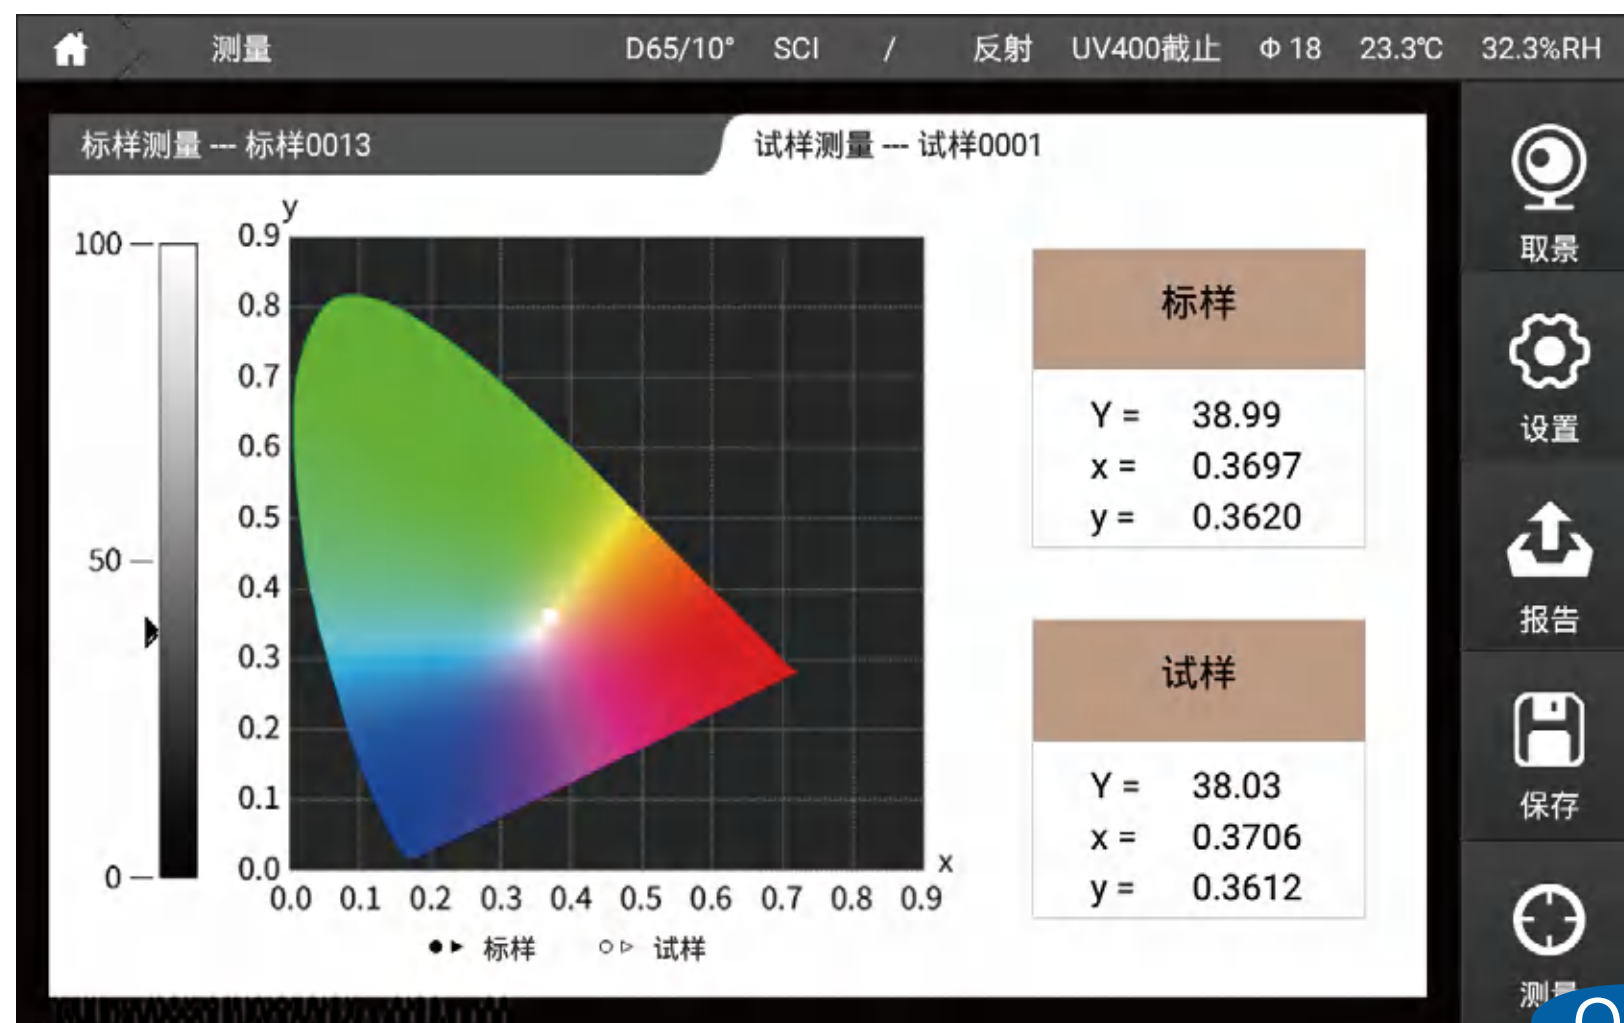 测量 D65/10° SCI / 反射 UV400截止 Φ 18 23.3℃ 32.3%RH
标样测量 --- 标样0013
试样测量 --- 试样0001
y
100
50
0
0.9
0.8
0.7
0.6
0.5
0.4
0.3
0.2
0.1
0.0
x
0.0 0.1 0.2 0.3 0.4 0.5 0.6 0.7 0.8 0.9
标样 试样
标样
Y = 38.99
x = 0.3697
y = 0.3620
试样
Y = 38.03
x = 0.3706
y = 0.3612
取景
设置
报告
保存
测量